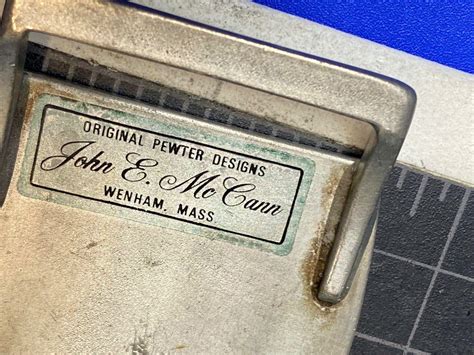 ORIGINAL PEWTER DESIGNS
John E. McCann
WENHAM, MASS.